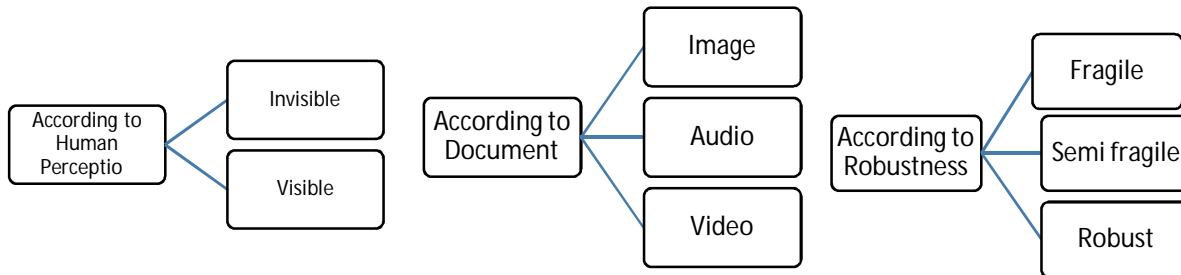 According to
Human
Perceptio
Invisible
Visible
According to
Document
Image
Audio
Video
According to
Robustness
Fragile
Semi fragile
Robust